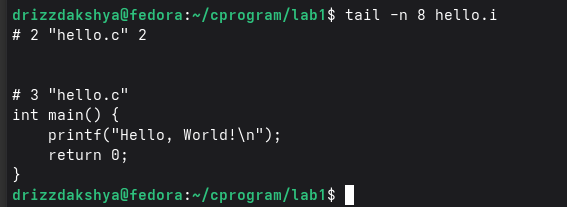 drizzdakshya@fedora:~/cprogram/lab1$ tail -n 8 hello.i
# 2 "hello.c" 2
# 3 "hello.c"
int main() {
    printf("Hello, World!\n");
    return 0;
}
drizzdakshya@fedora:~/cprogram/lab1$